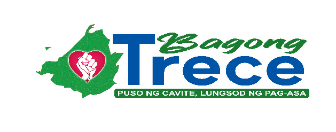 Bagong
Trece
PUSO NG CAVITE, LUNGSOD NG PAG-ASA